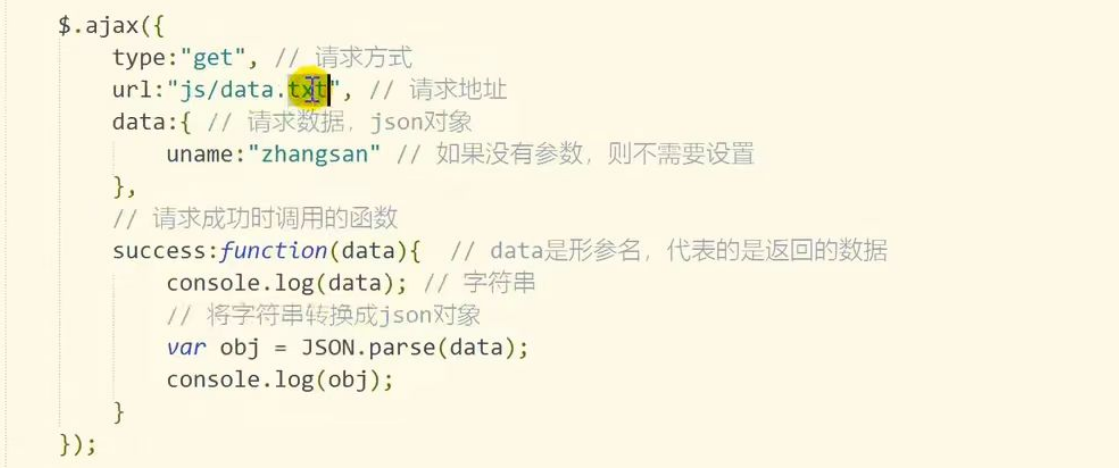 $.ajax({
type:"get", // 请求方式
url:"js/data.txt", // 请求地址
data:{ // 请求数据，json对象
uname:"zhangsan" // 如果没有参数，则不需要设置
},
// 请求成功时调用的函数
success:function(data){ // data是形参名，代表的是返回的数据
console.log(data); // 字符串
// 将字符串转换成json对象
var obj = JSON.parse(data);
console.log(obj);
}
});